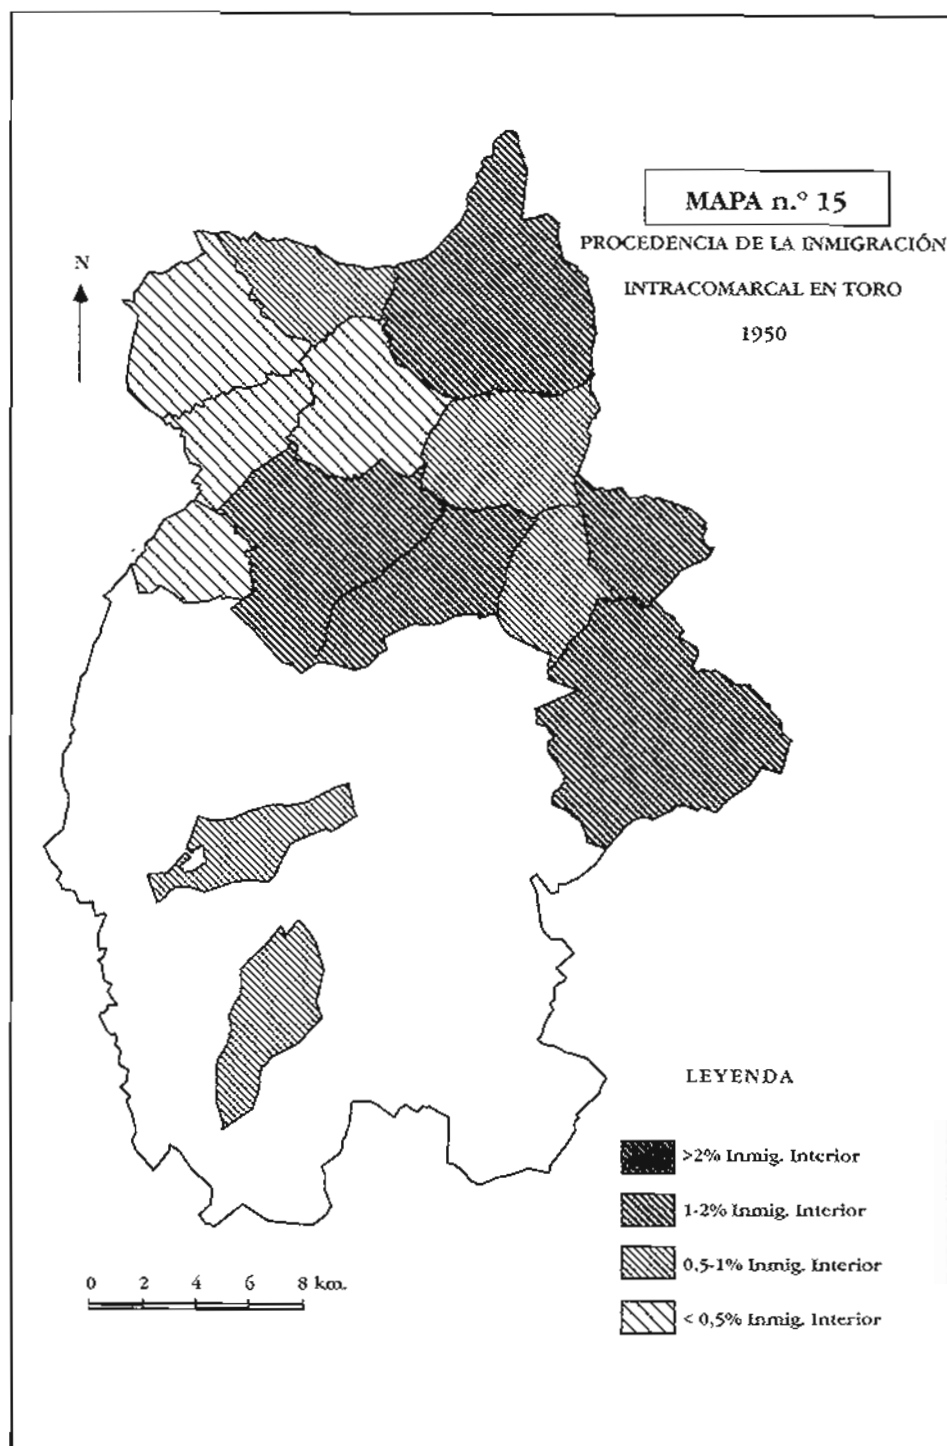 MAPA n.º 15
PROCEDENCIA DE LA INMIGRACIÓN
INTRACOMARCAL EN TORO
1950
N
LEYENDA
>2% Inmig. Interior
1-2% Inmig. Interior
0,5-1% Inmig. Interior
< 0,5% Inmig. Interior
0 2 4 6 8 km.